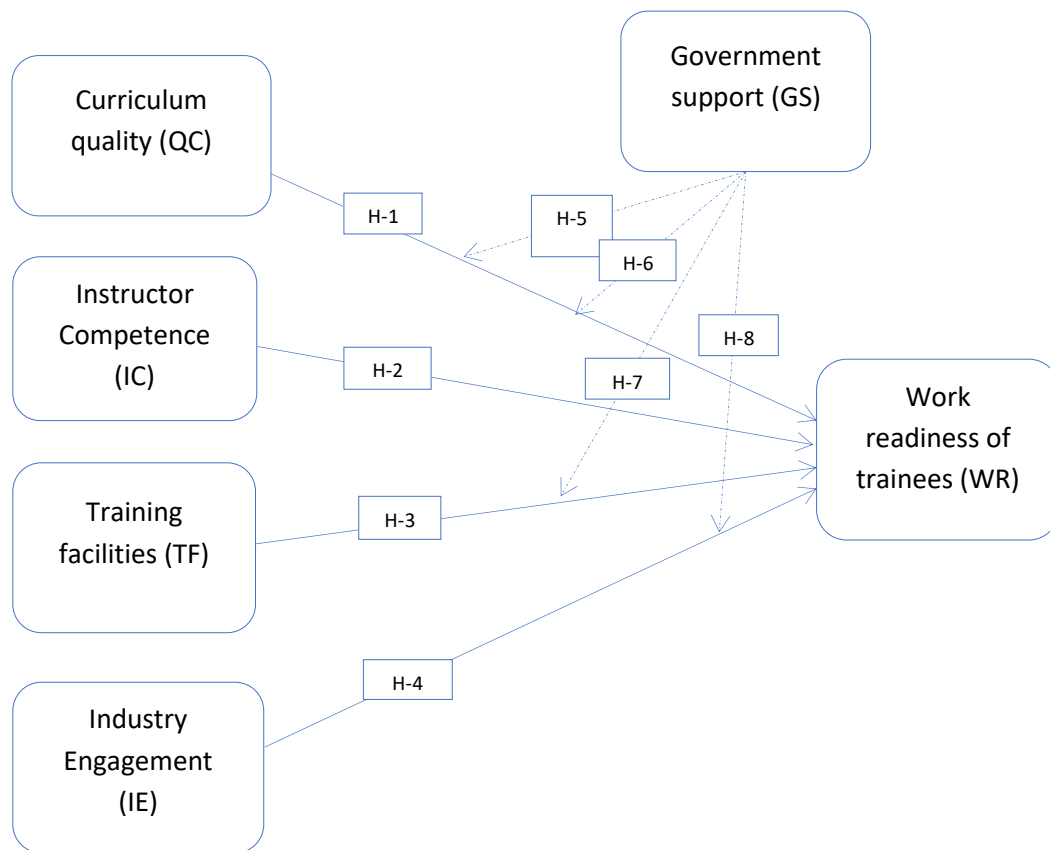 Curriculum
quality (QC)
Government
support (GS)
H-1
H-5
H-6
Instructor
Competence
(IC)
H-2
H-7
H-8
Work
readiness of
trainees (WR)
Training
facilities (TF)
H-3
Industry
Engagement
(IE)
H-4